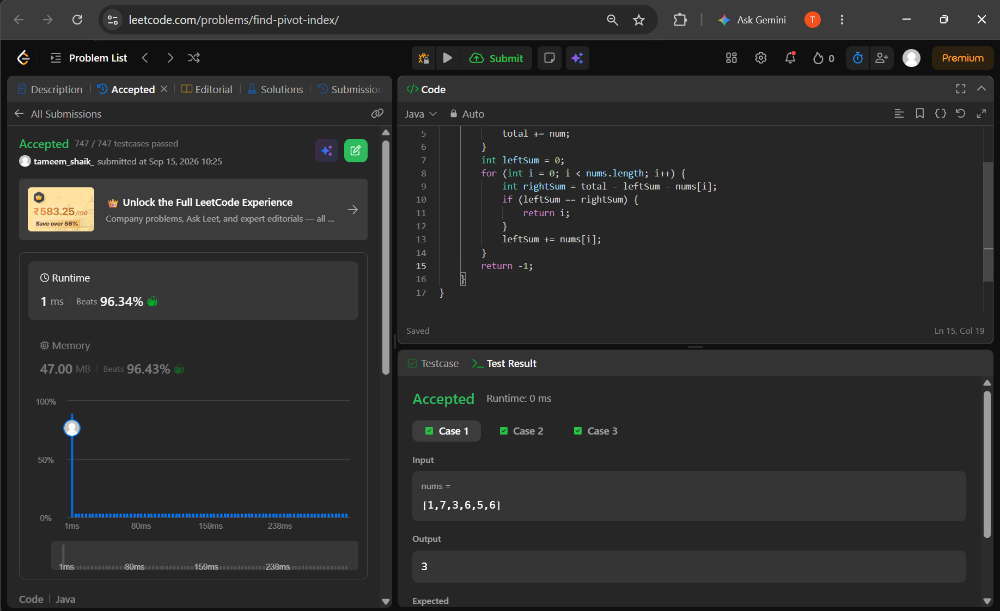 leetcode.com/problems/find-pivot-index/
Ask Gemini
T
Problem List
Submit
0
Premium
Description
Accepted
Editorial
Solutions
Submission
All Submissions
Accepted 747 / 747 testcases passed
tameem_shaik_ submitted at Sep 15, 2026 10:25
₹583.25/mo
Save over 56%
Unlock the Full LeetCode Experience
Company problems, Ask Leet, and expert editorials — all ...
Runtime
1 ms Beats 96.34%
Memory
47.00 MB Beats 96.43%
100%
50%
0%
1ms 80ms 159ms 238ms
1ms 80ms 159ms 238ms
Code Java
</> Code
Java Auto
5 total += num;
6 }
7 int leftSum = 0;
8 for (int i = 0; i < nums.length; i++) {
9 int rightSum = total - leftSum - nums[i];
10 if (leftSum == rightSum) {
11 return i;
12 }
13 leftSum += nums[i];
14 }
15 return -1;
16 }
17 }
Saved
Ln 15, Col 19
Testcase
Test Result
Accepted Runtime: 0 ms
Case 1 Case 2 Case 3
Input
nums =
[1,7,3,6,5,6]
Output
3
Expected